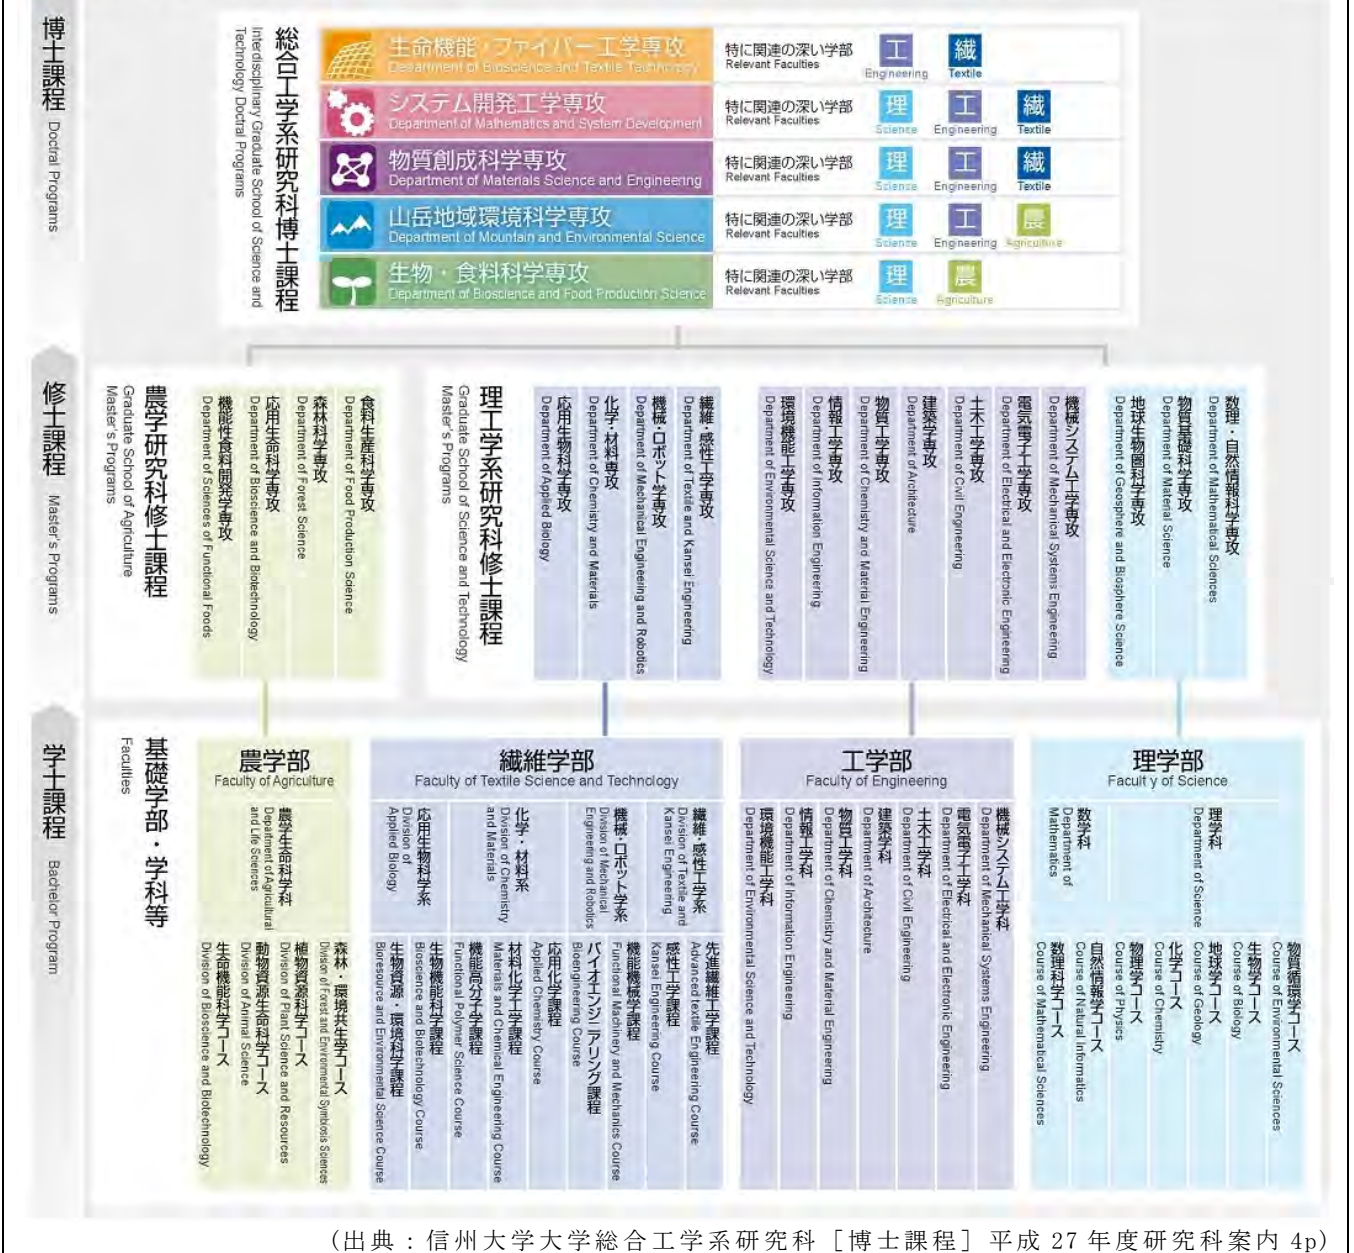 博士課程 Doctral Programs
総合工学系研究科博士課程
Interdisciplinary Graduate School of Science and
Technology Doctral Programs
生命機能・ファイバー工学専攻
Department of Bioscience and Textile Technology
特に関連の深い学部
Relevant Faculties
工
Engineering
繊
Textile
システム開発工学専攻
Department of Mathematics and System Development
特に関連の深い学部
Relevant Faculties
理
Science
工
Engineering
繊
Textile
物質創成科学専攻
Department of Materials Science and Engineering
特に関連の深い学部
Relevant Faculties
理
Science
工
Engineering
繊
Textile
山岳地域環境科学専攻
Department of Mountain and Environmental Science
特に関連の深い学部
Relevant Faculties
理
Science
工
Engineering
農
Agriculture
生物・食料科学専攻
Department of Bioscience and Food Production Science
特に関連の深い学部
Relevant Faculties
理
Science
農
Agriculture
修士課程 Master's Programs
農学研究科修士課程
Graduate School of Agriculture
Master's Programs
機能性食料開発学専攻
Department of Sciences of Functional Foods
応用生命科学専攻
Department of Bioscience and Biotechnology
森林科学専攻
Department of Forest Science
食料生産科学専攻
Department of Food Production Science
理工学系研究科修士課程
Graduate School of Science and Technology
Master's Programs
応用生物科学専攻
Department of Applied Biology
化学・材料専攻
Department of Chemistry and Materials
機械・ロボット学専攻
Department of Mechanical Engineering and Robotics
繊維・感性工学専攻
Department of Textile and Kansei Engineering
環境機能工学専攻
Department of Environmental Science and Technology
情報工学専攻
Department of Information Engineering
物質工学専攻
Department of Chemistry and Material Engineering
建築学専攻
Department of Architecture
土木工学専攻
Department of Civil Engineering
電気電子工学専攻
Department of Electrical and Electronic Engineering
機械システム工学専攻
Department of Mechanical Systems Engineering
地球生物圏科学専攻
Department of Geosphere and Biosphere Science
物質基礎科学専攻
Department of Material Science
数理・自然情報科学専攻
Department of Mathematical Sciences
学士課程 Bachelor Program
基礎学部・学科等
Faculties
農学部
Faculty of Agriculture
農学生命科学科
Department of Agricultural
and Life Sciences
生命機能科学コース
Division of Bioscience and Biotechnology
動物資源生命科学コース
Division of Animal Science
植物資源科学コース
Division of Plant Science and Resources
森林・環境共生学コース
Division of Forest and Environmental Symbiosis Sciences
繊維学部
Faculty of Textile Science and Technology
応用生物科学系
Division of
Applied Biology
化学・材料系
Division of Chemistry
and Materials
機械・ロボット学系
Division of Mechanical
Engineering and Robotics
繊維・感性工学系
Division of Textile and
Kansei Engineering
生物資源・環境科学課程
Bioresource and Environmental Science Course
生物機能科学課程
Bioscience and Biotechnology Course
機能高分子学課程
Functional Polymer Science Course
材料化学工学課程
Materials and Chemical Engineering Course
応用化学課程
Applied Chemistry Course
バイオエンジニアリング課程
Bioengineering Course
機能機械学課程
Functional Machinery and Mechanics Course
感性工学課程
Kansei Engineering Course
先進繊維工学課程
Advanced textile Engineering Course
工学部
Faculty of Engineering
環境機能工学科
Department of Environmental Science and Technology
情報工学科
Department of Information Engineering
物質工学科
Department of Chemistry and Material Engineering
建築学科
Department of Architecture
土木工学科
Department of Civil Engineering
電気電子工学科
Department of Electrical and Electronic Engineering
機械システム工学科
Department of Mechanical Systems Engineering
理学部
Facult y of Science
数学科
Department of
Mathematics
理学科
Department of Science
数理科学コース
Course of Mathematical Sciences
自然情報学コース
Course of Natural Informatics
物理学コース
Course of Physics
化学コース
Course of Chemistry
地球学コース
Course of Geology
生物学コース
Course of Biology
物質循環学コース
Course of Environmental Sciences
(出典：信州大学大学総合工学系研究科［博士課程］平成 27 年度研究科案内 4p)